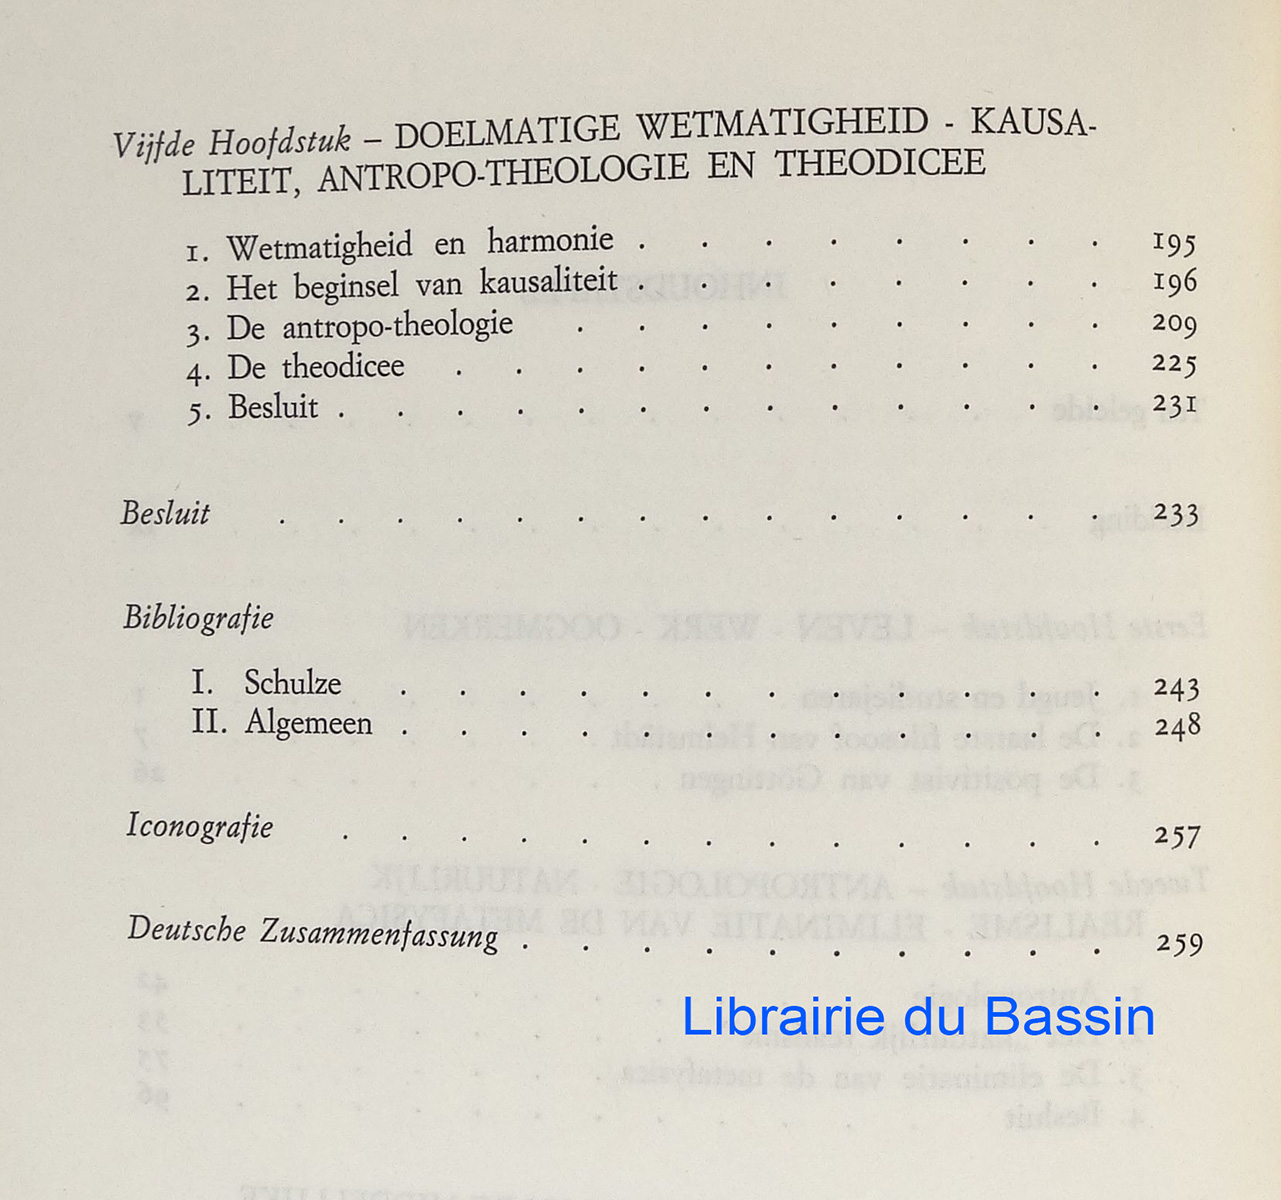 Vijfde Hoofdstuk – DOELMATIGE WETMATIGHEID - KAUSA-
LITEIT, ANTROPO-THEOLOGIE EN THEODICEE
1. Wetmatigheid en harmonie . . . . . . . . 195
2. Het beginsel van kausaliteit . . . . . . . . 196
3. De antropo-theologie . . . . . . . . . 209
4. De theodicee . . . . . . . . . . . 225
5. Besluit . . . . . . . . . . . . . 231
Besluit . . . . . . . . . . . . . . 233
Bibliografie
I. Schulze . . . . . . . . . . . . 243
II. Algemeen . . . . . . . . . . . . 248
Iconografie . . . . . . . . . . . . . 257
Deutsche Zusammenfassung . . . . . . . . . . 259
Librairie du Bassin